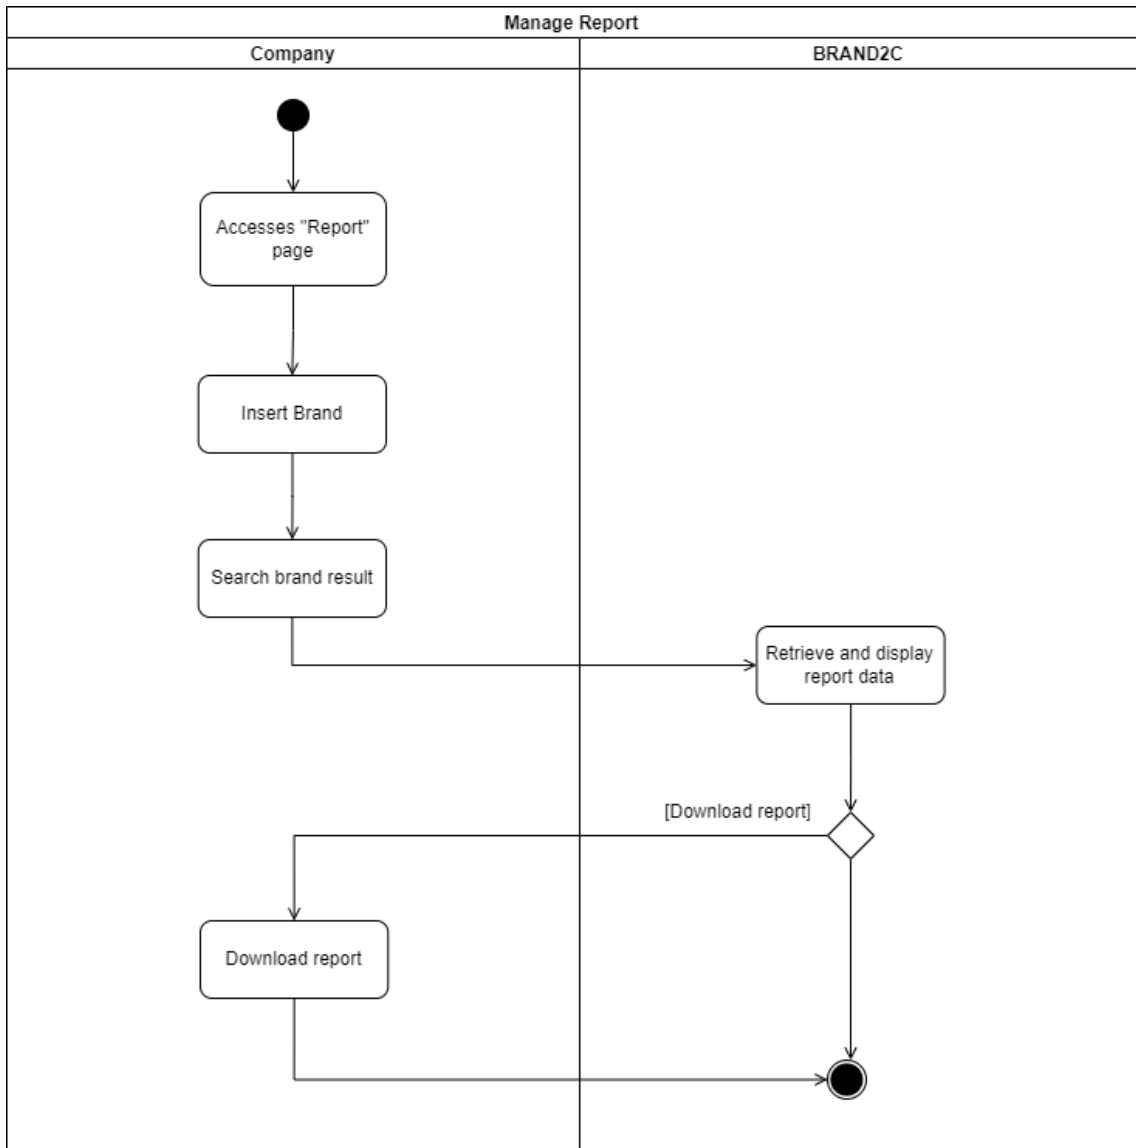 Manage Report
Company
BRAND2C
Accesses "Report"
page
Insert Brand
Search brand result
Retrieve and display
report data
[Download report]
Download report